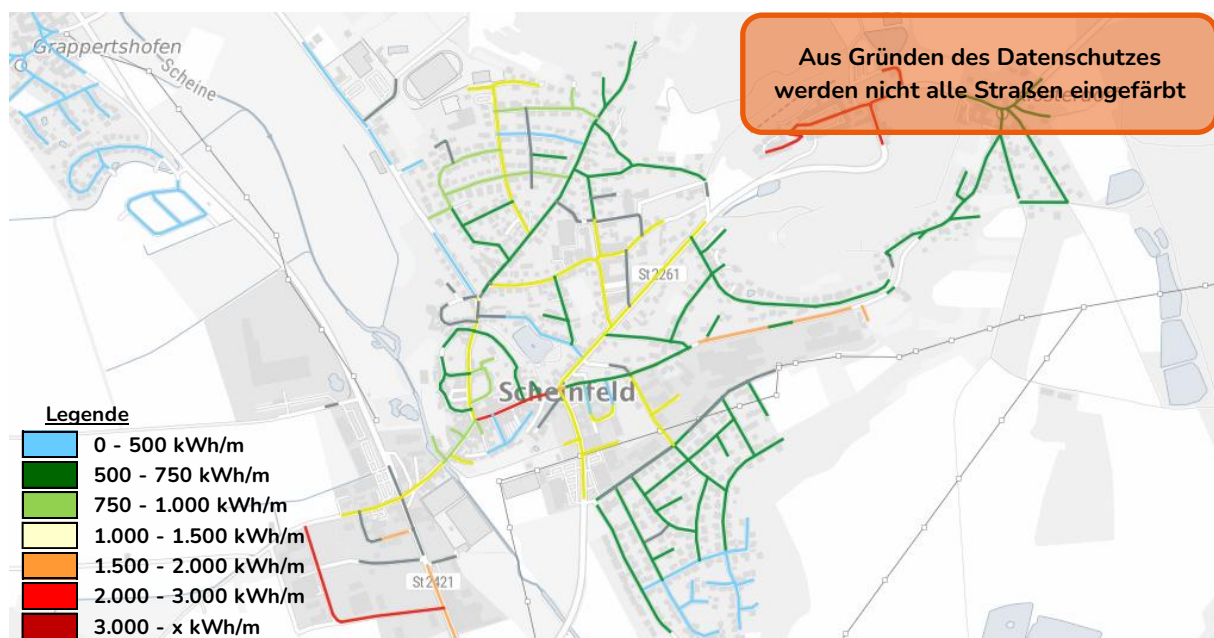 Grappertshofen
Scheine
Aus Gründen des Datenschutzes
werden nicht alle Straßen eingefärbt
St 2261
Scheinfeld
Legende
0 - 500 kWh/m
500 - 750 kWh/m
750 - 1.000 kWh/m
1.000 - 1.500 kWh/m
1.500 - 2.000 kWh/m
2.000 - 3.000 kWh/m
3.000 - x kWh/m
St 2421